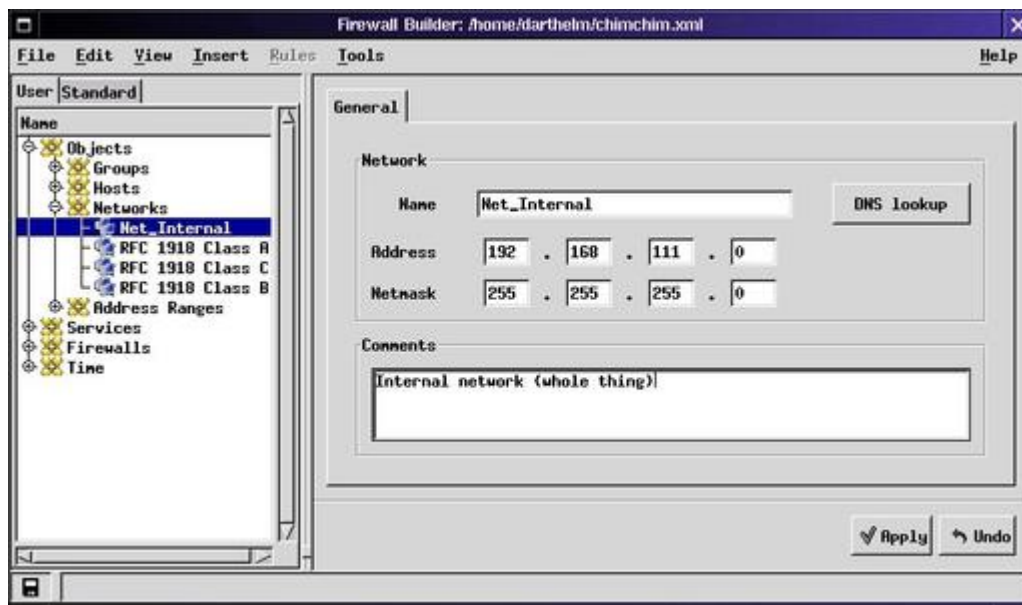 Firewall Builder: /home/darthelm/chimchim.xml
File Edit View Insert Rules Tools Help
User Standard
Name
Objects
Groups
Hosts
Networks
Net_Internal
RFC 1918 Class A
RFC 1918 Class C
RFC 1918 Class B
Address Ranges
Services
Firewalls
Time
General
Network
Name Net_Internal DNS lookup
Address 192 . 168 . 111 . 0
Netmask 255 . 255 . 255 . 0
Comments
Internal network (whole thing)
Apply Undo